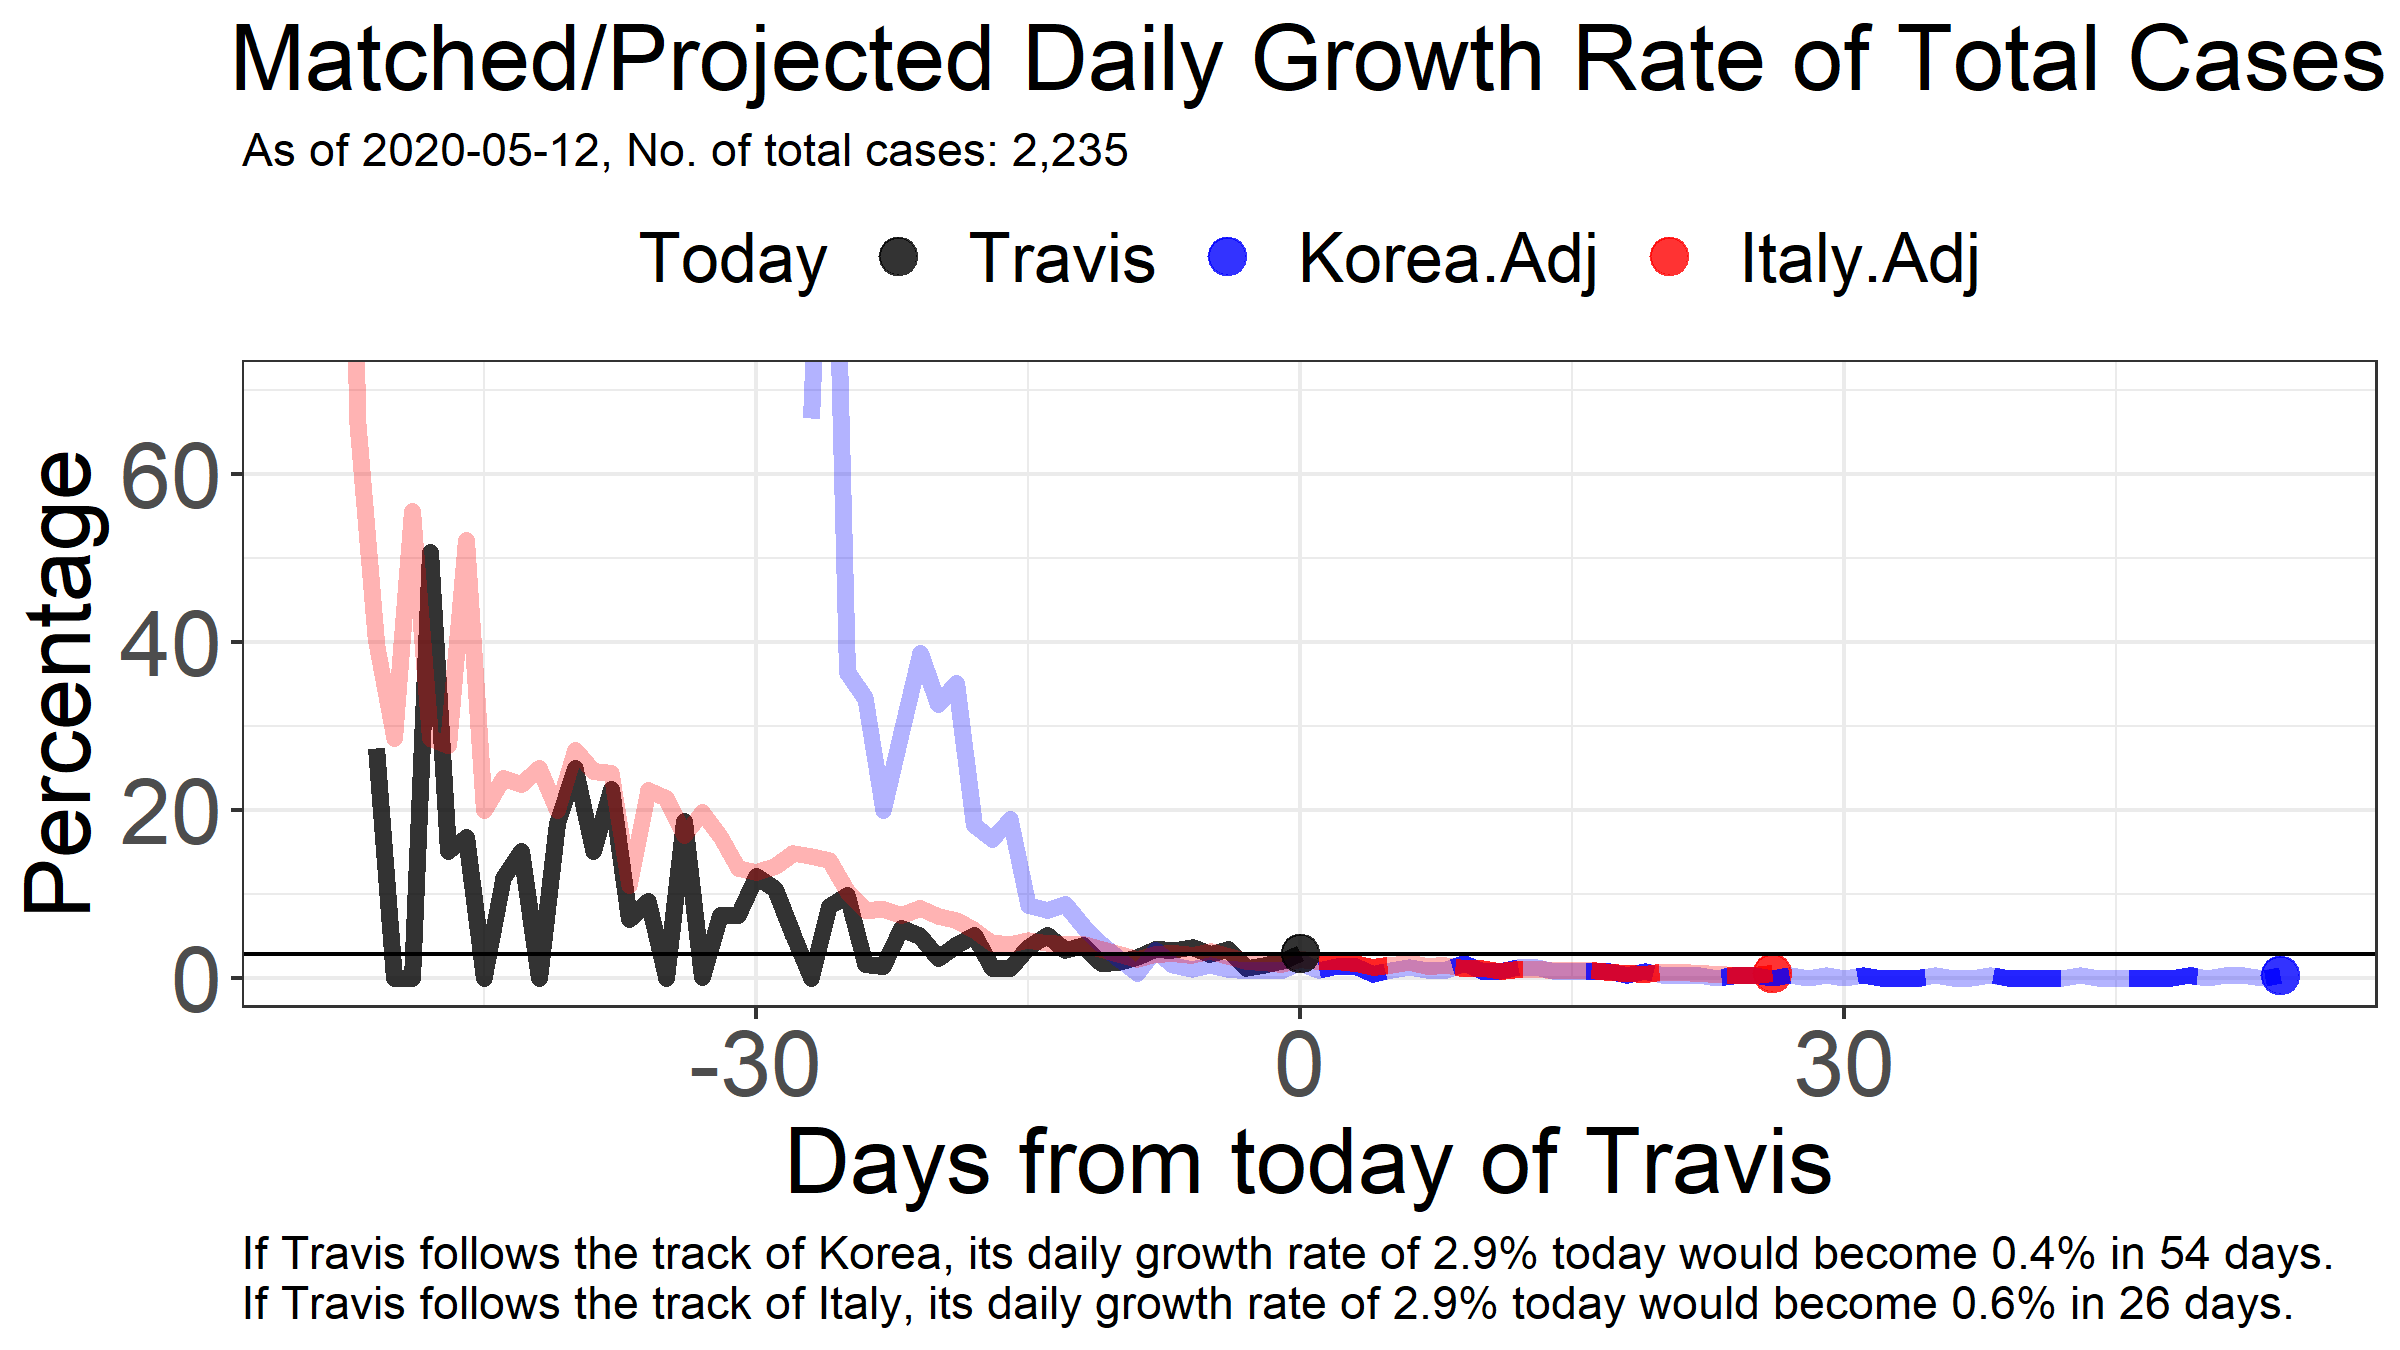 Matched/Projected Daily Growth Rate of Total Cases
As of 2020-05-12, No. of total cases: 2,235
Today Travis Korea.Adj Italy.Adj
Percentage
60
40
20
0
-30 0 30
Days from today of Travis
If Travis follows the track of Korea, its daily growth rate of 2.9% today would become 0.4% in 54 days.
If Travis follows the track of Italy, its daily growth rate of 2.9% today would become 0.6% in 26 days.